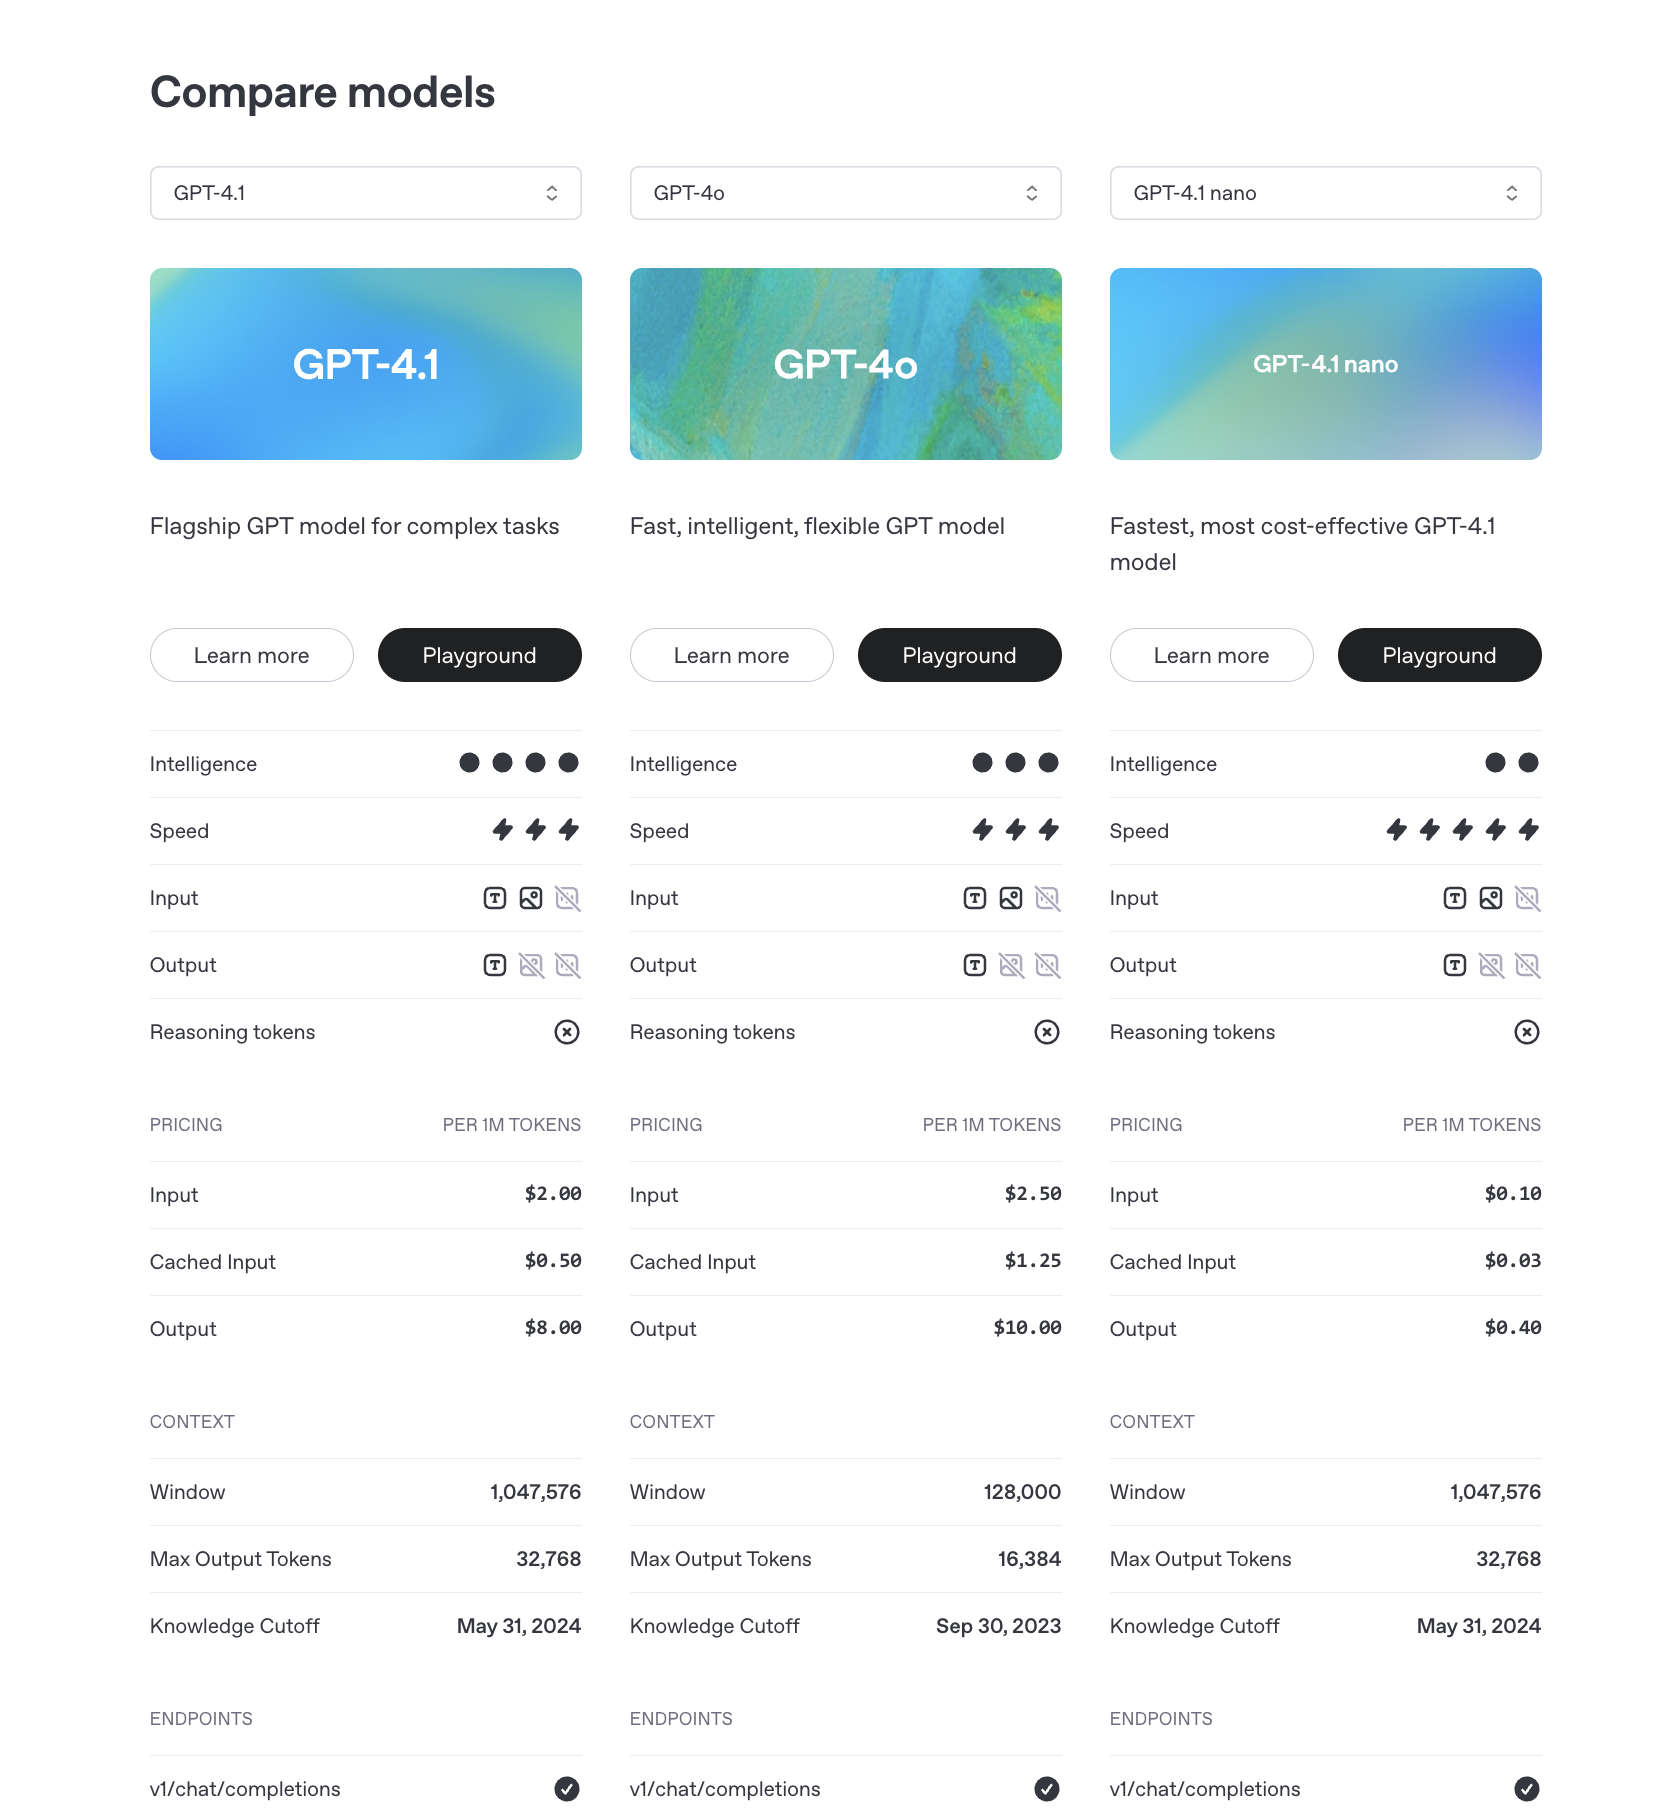 Compare models
GPT-4.1
GPT-4o
GPT-4.1 nano
GPT-4.1
GPT-4o
GPT-4.1 nano
Flagship GPT model for complex tasks
Fast, intelligent, flexible GPT model
Fastest, most cost-effective GPT-4.1
model
Learn more Playground
Learn more Playground
Learn more Playground
Intelligence
Intelligence
Intelligence
Speed
Speed
Speed
Input
Input
Input
Output
Output
Output
Reasoning tokens
Reasoning tokens
Reasoning tokens
PRICING PER 1M TOKENS
PRICING PER 1M TOKENS
PRICING PER 1M TOKENS
Input $2.00
Input $2.50
Input $0.10
Cached Input $0.50
Cached Input $1.25
Cached Input $0.03
Output $8.00
Output $10.00
Output $0.40
CONTEXT
CONTEXT
CONTEXT
Window 1,047,576
Window 128,000
Window 1,047,576
Max Output Tokens 32,768
Max Output Tokens 16,384
Max Output Tokens 32,768
Knowledge Cutoff May 31, 2024
Knowledge Cutoff Sep 30, 2023
Knowledge Cutoff May 31, 2024
ENDPOINTS
ENDPOINTS
ENDPOINTS
v1/chat/completions
v1/chat/completions
v1/chat/completions